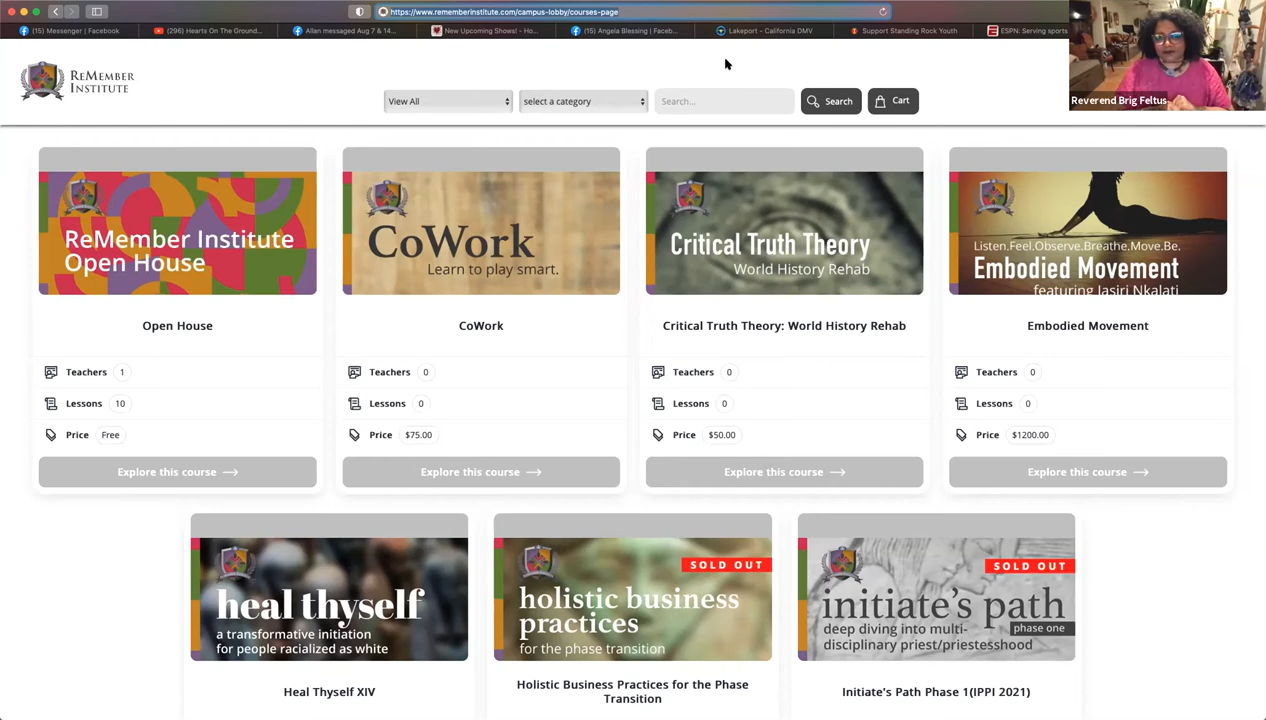 https://www.rememberinstitute.com/campus-lobby/courses-page
(15) Messenger | Facebook
(296) Hearts On The Ground...
Allan messaged Aug 7 & 14...
New Upcoming Shows! - Ho...
(15) Angela Blessing | Faceb...
Lakeport - California DMV
Support Standing Rock Youth
ESPN: Serving sports
Reverend Brig Feltus
REMEMBER
INSTITUTE
View All
select a category
Search...
Search
Cart
ReMember Institute
Open House
CoWork
Learn to play smart.
Critical Truth Theory
World History Rehab
Listen.Feel.Observe.Breathe.Move.Be.
Embodied Movement
featuring Jasiri Nkalati
Open House
CoWork
Critical Truth Theory: World History Rehab
Embodied Movement
Teachers 1
Teachers 0
Teachers 0
Teachers 0
Lessons 10
Lessons 0
Lessons 0
Lessons 0
Price Free
Price $75.00
Price $50.00
Price $1200.00
Explore this course
Explore this course
Explore this course
Explore this course
heal thyself
a transformative initiation
for people racialized as white
SOLD OUT
holistic business
practices
for the phase transition
SOLD OUT
initiate's path
phase one
deep diving into multi-
disciplinary priest/priestesshood
Heal Thyself XIV
Holistic Business Practices for the Phase
Transition
Initiate's Path Phase 1(IPPI 2021)